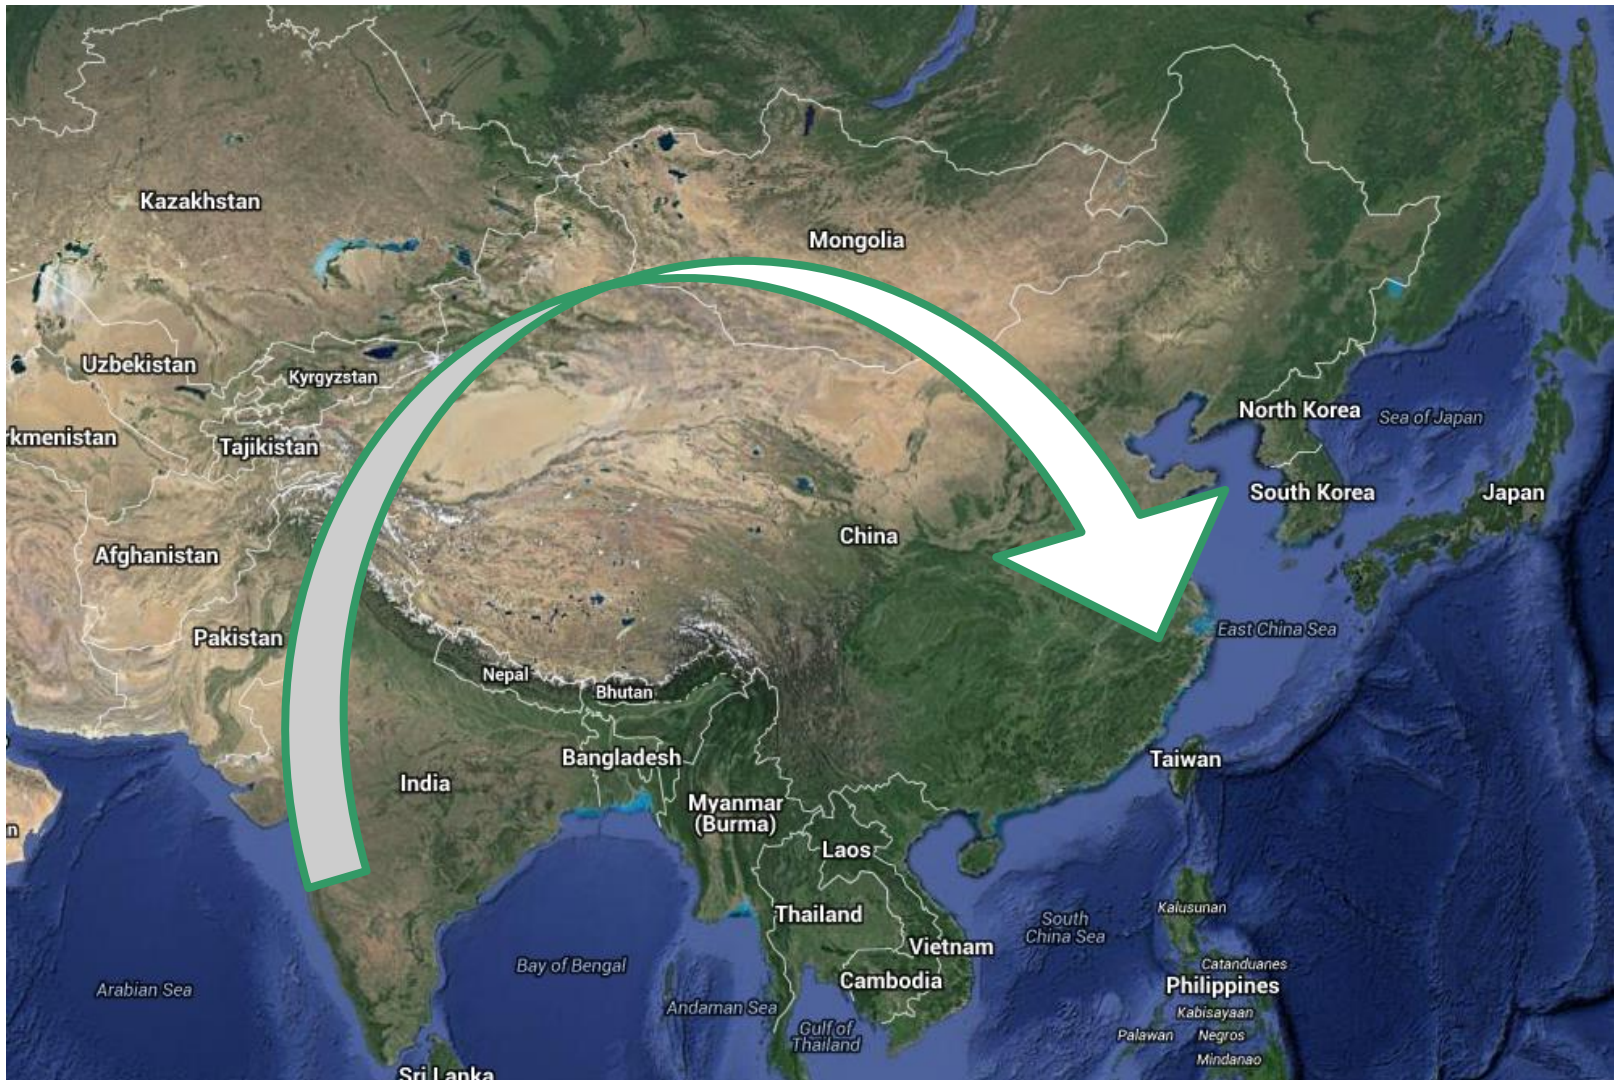 Kazakhstan
Mongolia
Uzbekistan
Kyrgyzstan
North Korea
Sea of Japan
rkmenistan
Tajikistan
South Korea
Japan
China
Afghanistan
East China Sea
Pakistan
Nepal
Bhutan
Bangladesh
Taiwan
India
Myanmar
(Burma)
n
Laos
Kalusunan
Thailand
South
China Sea
Vietnam
Bay of Bengal
Catanduanes
Cambodia
Philippines
Arabian Sea
Andaman Sea
Kabisayaan
Gulf of
Thailand
Palawan
Negros
Mindanao
Sri Lanka